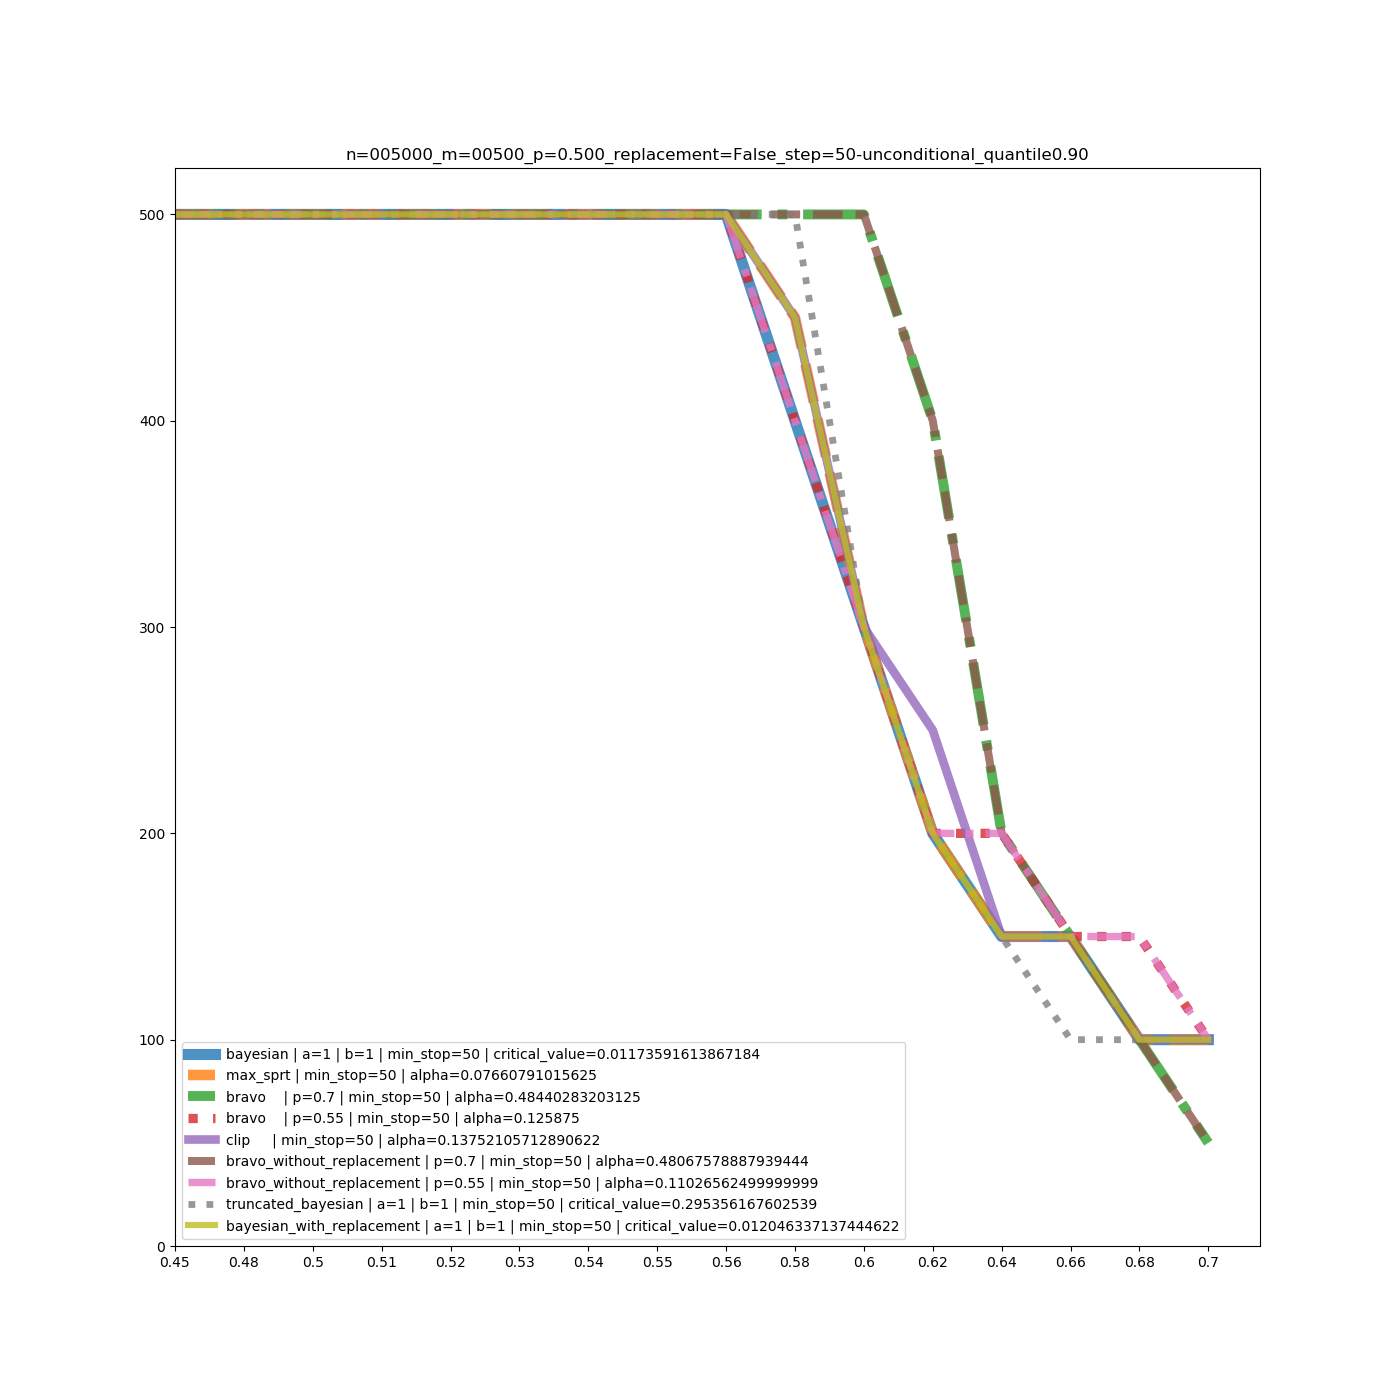 n=005000_m=00500_p=0.500_replacement=False_step=50-unconditional_quantile0.90
500
400
300
200
100
0
bayesian | a=1 | b=1 | min_stop=50 | critical_value=0.01173591613867184
max_sprt | min_stop=50 | alpha=0.07660791015625
bravo | p=0.7 | min_stop=50 | alpha=0.48440283203125
bravo | p=0.55 | min_stop=50 | alpha=0.125875
clip | min_stop=50 | alpha=0.13752105712890622
bravo_without_replacement | p=0.7 | min_stop=50 | alpha=0.48067578887939444
bravo_without_replacement | p=0.55 | min_stop=50 | alpha=0.11026562499999999
truncated_bayesian | a=1 | b=1 | min_stop=50 | critical_value=0.295356167602539
bayesian_with_replacement | a=1 | b=1 | min_stop=50 | critical_value=0.012046337137444622
0.45 0.48 0.5 0.51 0.52 0.53 0.54 0.55 0.56 0.58 0.6 0.62 0.64 0.66 0.68 0.7